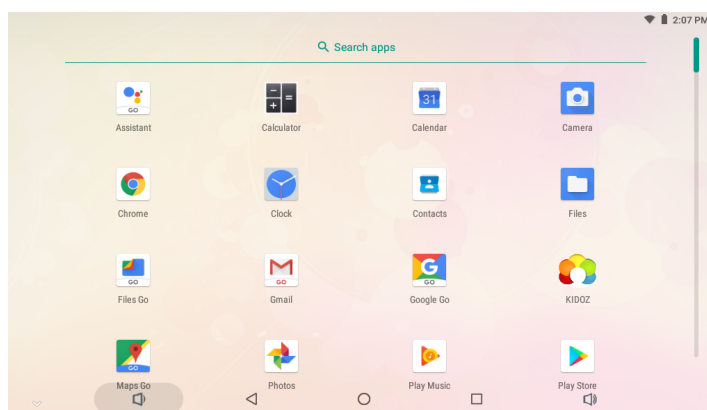 2:07 PM
Search apps
GO
31
Assistant Calculator Calendar Camera
Chrome Clock Contacts Files
GO GO G GO
Files Go Gmail Google Go KIDOZ
GO
Maps Go Photos Play Music Play Store